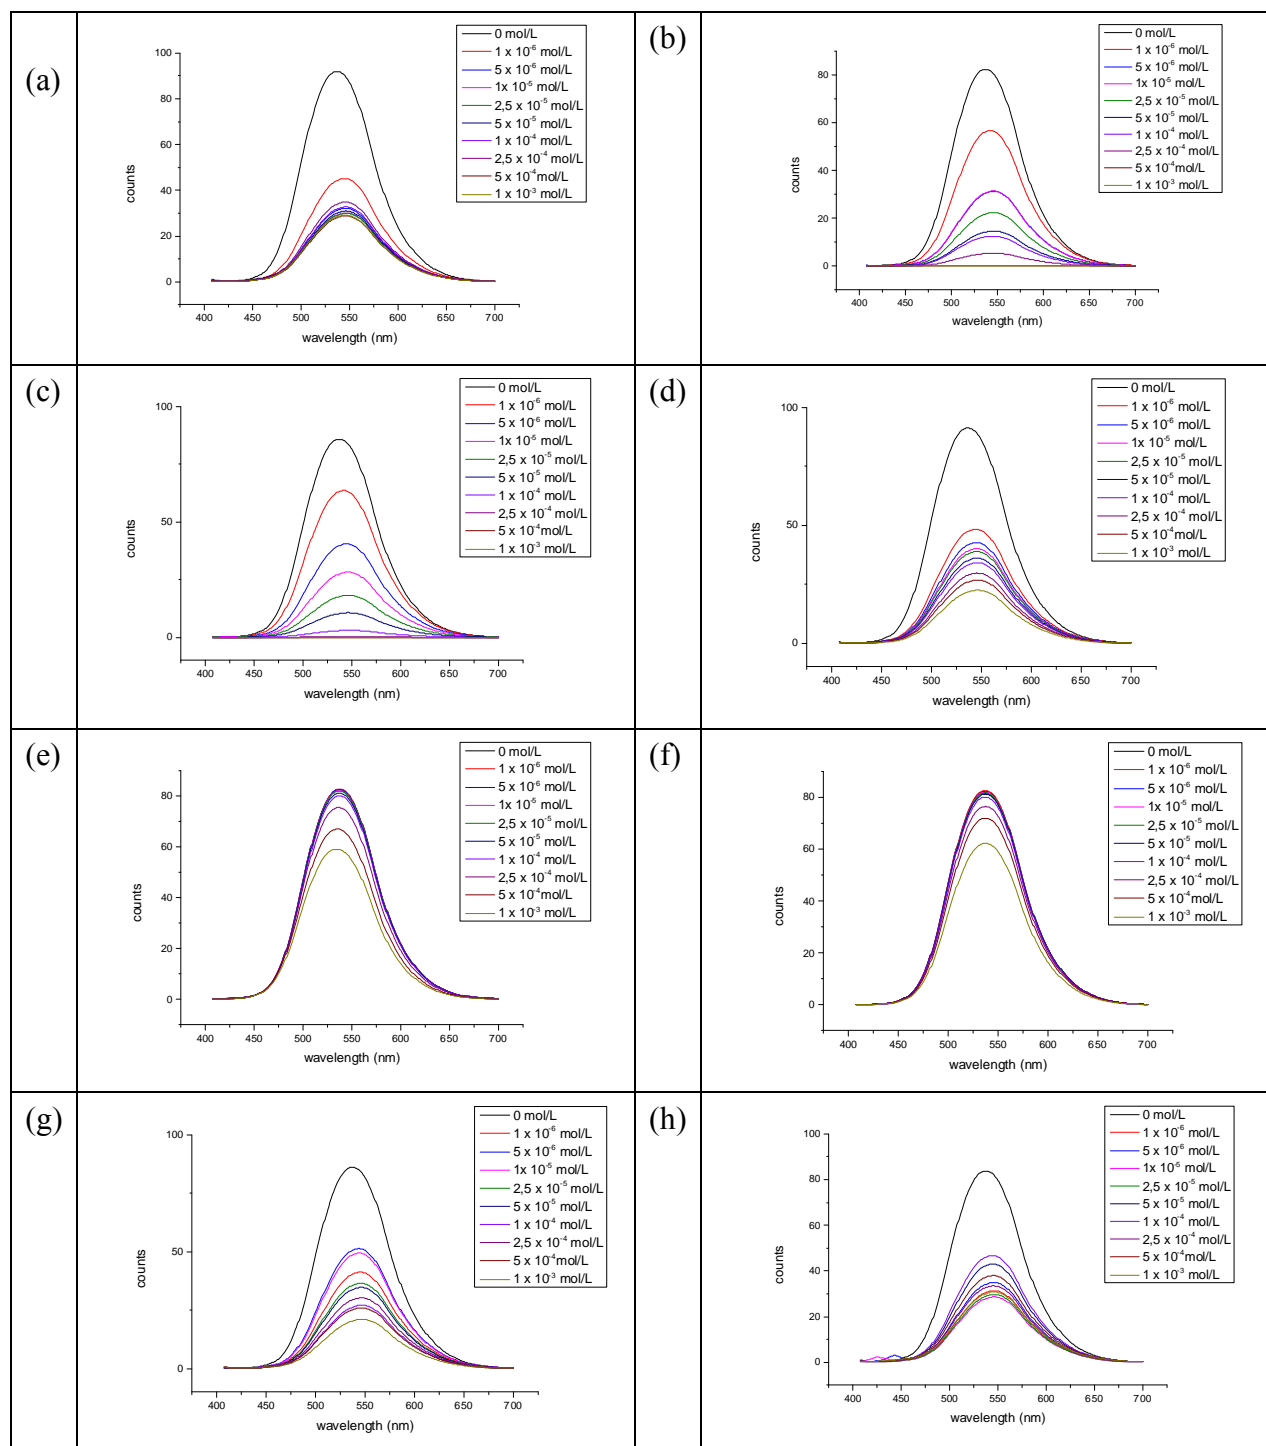 (a)
0 mol/L
1 x 10⁻⁶ mol/L
5 x 10⁻⁶ mol/L
1x 10⁻⁵ mol/L
2,5 x 10⁻⁵ mol/L
5 x 10⁻⁵ mol/L
1 x 10⁻⁴ mol/L
2,5 x 10⁻⁴ mol/L
5 x 10⁻⁴mol/L
1 x 10⁻³ mol/L
100
80
60
40
20
0
counts
400 450 500 550 600 650 700
wavelength (nm)
(b)
0 mol/L
1 x 10⁻⁶ mol/L
5 x 10⁻⁶ mol/L
1x 10⁻⁵ mol/L
2,5 x 10⁻⁵ mol/L
5 x 10⁻⁵ mol/L
1 x 10⁻⁴ mol/L
2,5 x 10⁻⁴ mol/L
5 x 10⁻⁴mol/L
1 x 10⁻³ mol/L
80
60
40
20
0
counts
400 450 500 550 600 650 700
wavelength (nm)
(c)
0 mol/L
1 x 10⁻⁶ mol/L
5 x 10⁻⁶ mol/L
1x 10⁻⁵ mol/L
2,5 x 10⁻⁵ mol/L
5 x 10⁻⁵ mol/L
1 x 10⁻⁴ mol/L
2,5 x 10⁻⁴ mol/L
5 x 10⁻⁴mol/L
1 x 10⁻³ mol/L
100
50
0
counts
400 450 500 550 600 650 700
wavelength (nm)
(d)
0 mol/L
1 x 10⁻⁶ mol/L
5 x 10⁻⁶ mol/L
1x 10⁻⁵ mol/L
2,5 x 10⁻⁵ mol/L
5 x 10⁻⁵ mol/L
1 x 10⁻⁴ mol/L
2,5 x 10⁻⁴ mol/L
5 x 10⁻⁴mol/L
1 x 10⁻³ mol/L
100
50
0
counts
400 450 500 550 600 650 700
wavelength (nm)
(e)
0 mol/L
1 x 10⁻⁶ mol/L
5 x 10⁻⁶ mol/L
1x 10⁻⁵ mol/L
2,5 x 10⁻⁵ mol/L
5 x 10⁻⁵ mol/L
1 x 10⁻⁴ mol/L
2,5 x 10⁻⁴ mol/L
5 x 10⁻⁴mol/L
1 x 10⁻³ mol/L
80
60
40
20
0
counts
400 450 500 550 600 650 700
wavelength (nm)
(f)
0 mol/L
1 x 10⁻⁶ mol/L
5 x 10⁻⁶ mol/L
1x 10⁻⁵ mol/L
2,5 x 10⁻⁵ mol/L
5 x 10⁻⁵ mol/L
1 x 10⁻⁴ mol/L
2,5 x 10⁻⁴ mol/L
5 x 10⁻⁴mol/L
1 x 10⁻³ mol/L
80
60
40
20
0
counts
400 450 500 550 600 650 700
wavelength (nm)
(g)
0 mol/L
1 x 10⁻⁶ mol/L
5 x 10⁻⁶ mol/L
1x 10⁻⁵ mol/L
2,5 x 10⁻⁵ mol/L
5 x 10⁻⁵ mol/L
1 x 10⁻⁴ mol/L
2,5 x 10⁻⁴ mol/L
5 x 10⁻⁴mol/L
1 x 10⁻³ mol/L
100
50
0
counts
400 450 500 550 600 650 700
wavelength (nm)
(h)
0 mol/L
1 x 10⁻⁶ mol/L
5 x 10⁻⁶ mol/L
1x 10⁻⁵ mol/L
2,5 x 10⁻⁵ mol/L
5 x 10⁻⁵ mol/L
1 x 10⁻⁴ mol/L
2,5 x 10⁻⁴ mol/L
5 x 10⁻⁴mol/L
1 x 10⁻³ mol/L
100
80
60
40
20
0
counts
400 450 500 550 600 650 700
wavelength (nm)